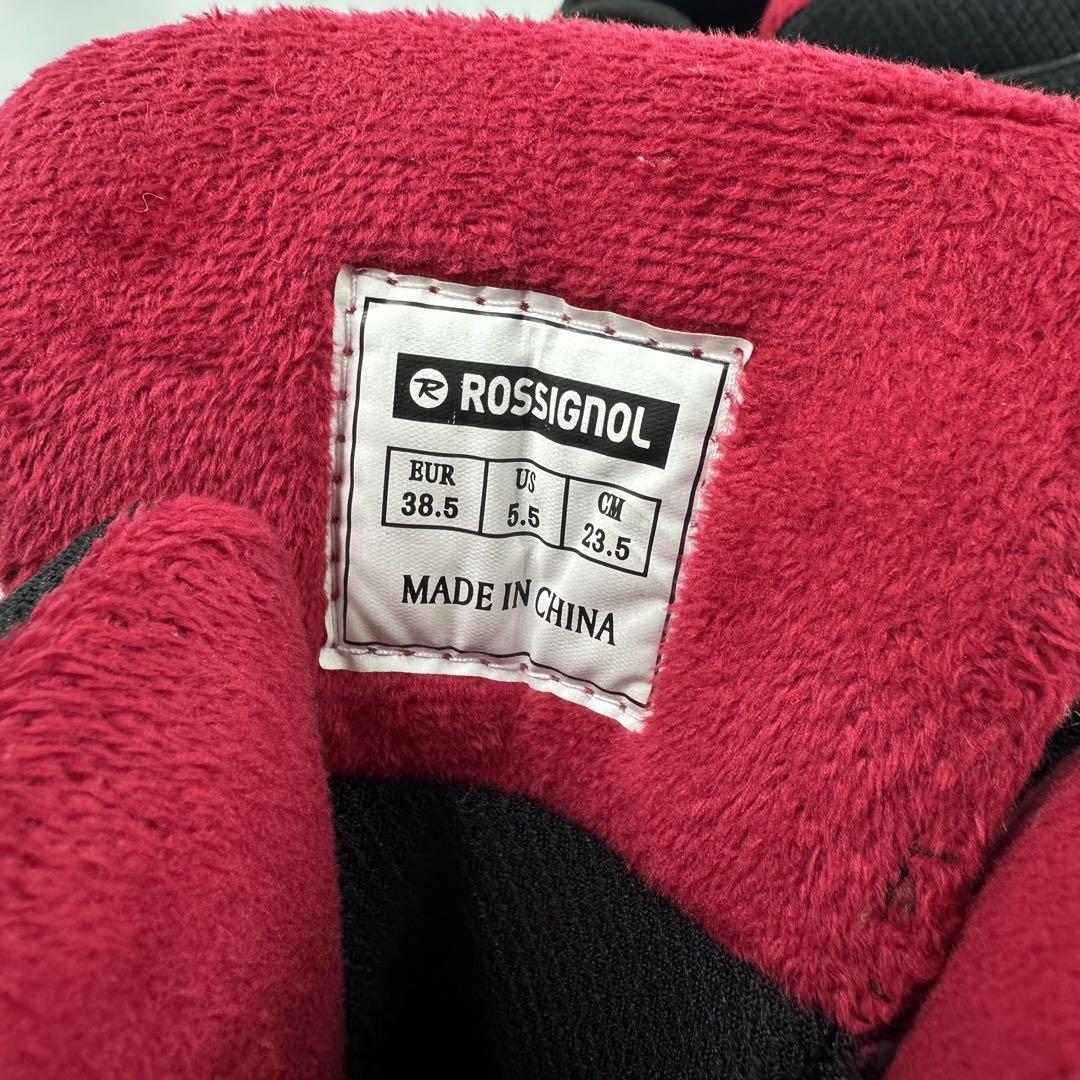 R ROSSIGNOL
EUR US CM
38.5 5.5 23.5
MADE IN CHINA